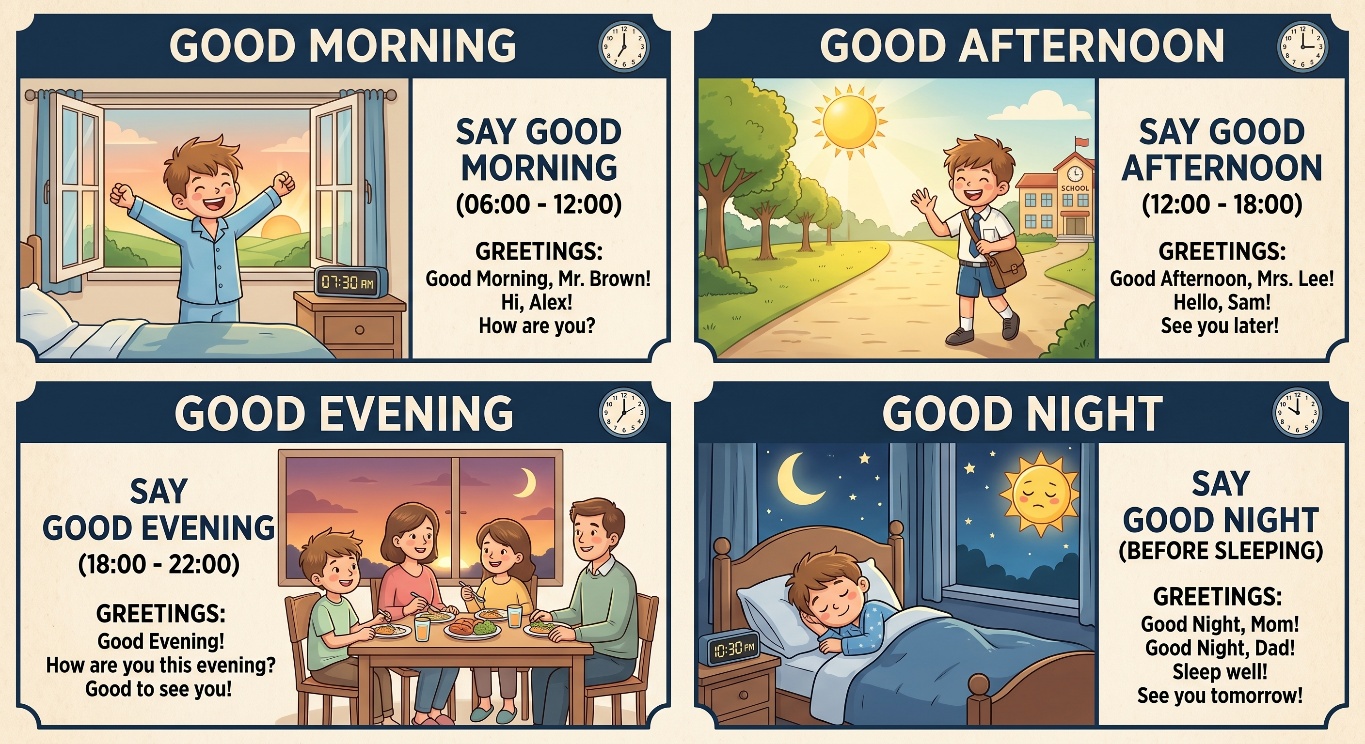 GOOD MORNING
SAY GOOD
MORNING
(06:00 - 12:00)
GREETINGS:
Good Morning, Mr. Brown!
Hi, Alex!
How are you?
07:30 AM
GOOD AFTERNOON
SCHOOL
SAY GOOD
AFTERNOON
(12:00 - 18:00)
GREETINGS:
Good Afternoon, Mrs. Lee!
Hello, Sam!
See you later!
GOOD EVENING
SAY
GOOD EVENING
(18:00 - 22:00)
GREETINGS:
Good Evening!
How are you this evening?
Good to see you!
GOOD NIGHT
10:30 PM
SAY
GOOD NIGHT
(BEFORE SLEEPING)
GREETINGS:
Good Night, Mom!
Good Night, Dad!
Sleep well!
See you tomorrow!